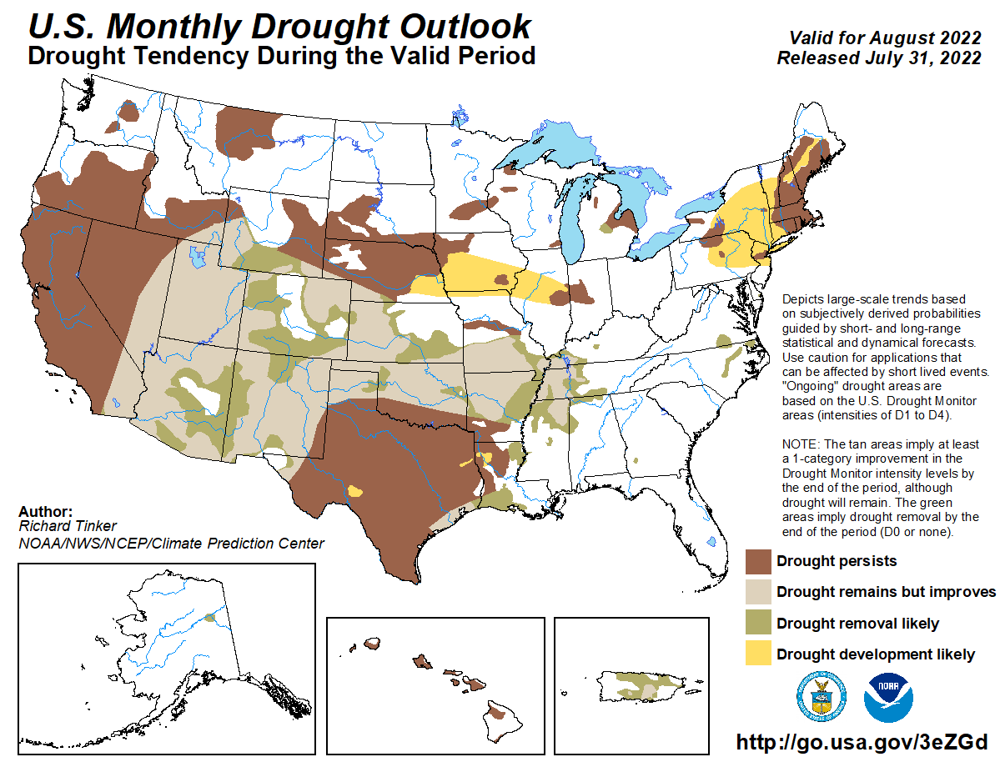 U.S. Monthly Drought Outlook
Drought Tendency During the Valid Period
Valid for August 2022
Released July 31, 2022
Depicts large-scale trends based
on subjectively derived probabilities
guided by short- and long-range
statistical and dynamical forecasts.
Use caution for applications that
can be affected by short lived events.
"Ongoing" drought areas are
based on the U.S. Drought Monitor
areas (intensities of D1 to D4).
NOTE: The tan areas imply at least
a 1-category improvement in the
Drought Monitor intensity levels by
the end of the period, although
drought will remain. The green
areas imply drought removal by the
end of the period (D0 or none).
Author:
Richard Tinker
NOAA/NWS/NCEP/Climate Prediction Center
Drought persists
Drought remains but improves
Drought removal likely
Drought development likely
NOAA
http://go.usa.gov/3eZGd